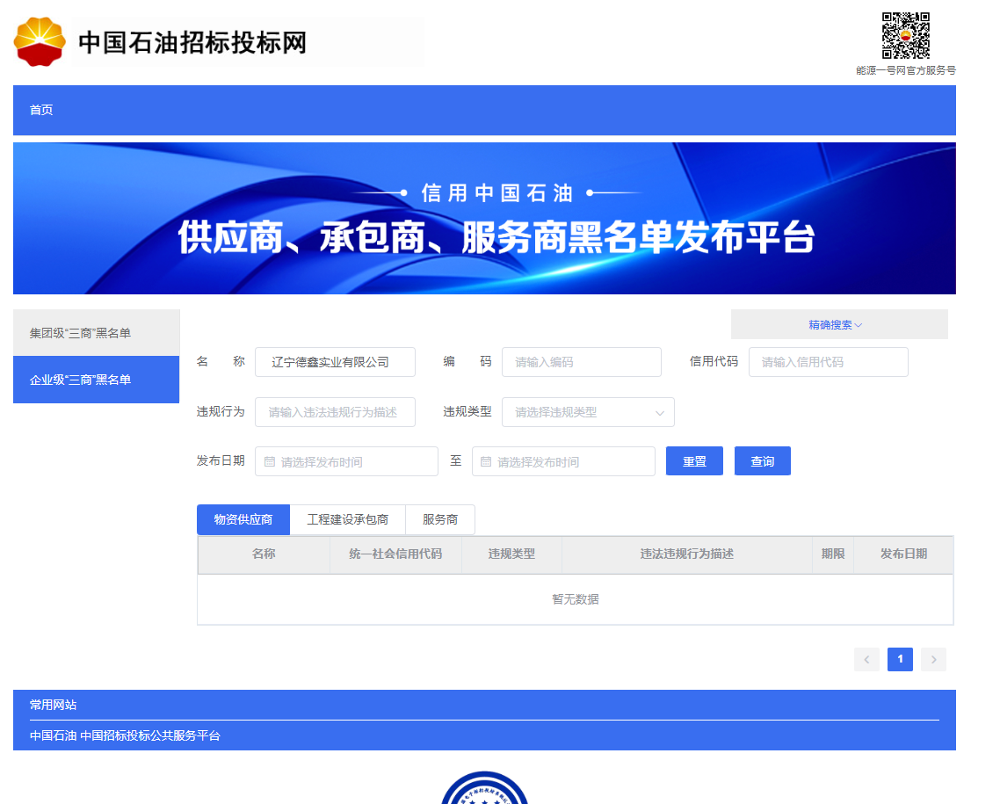 中国石油招标投标网
能源一号网官方服务号
首页
信用中国石油
供应商、承包商、服务商黑名单发布平台
集团级“三商”黑名单
企业级“三商”黑名单
精确搜索
名 称 辽宁德鑫实业有限公司 编 码 请输入编码 信用代码 请输入信用代码
违规行为 请输入违法违规行为描述 违规类型 请选择违规类型
发布日期 请选择发布时间 至 请选择发布时间 重置 查询
物资供应商 工程建设承包商 服务商
名称 统一社会信用代码 违规类型 违法违规行为描述 期限 发布日期
暂无数据
1
常用网站
中国石油 中国招标投标公共服务平台